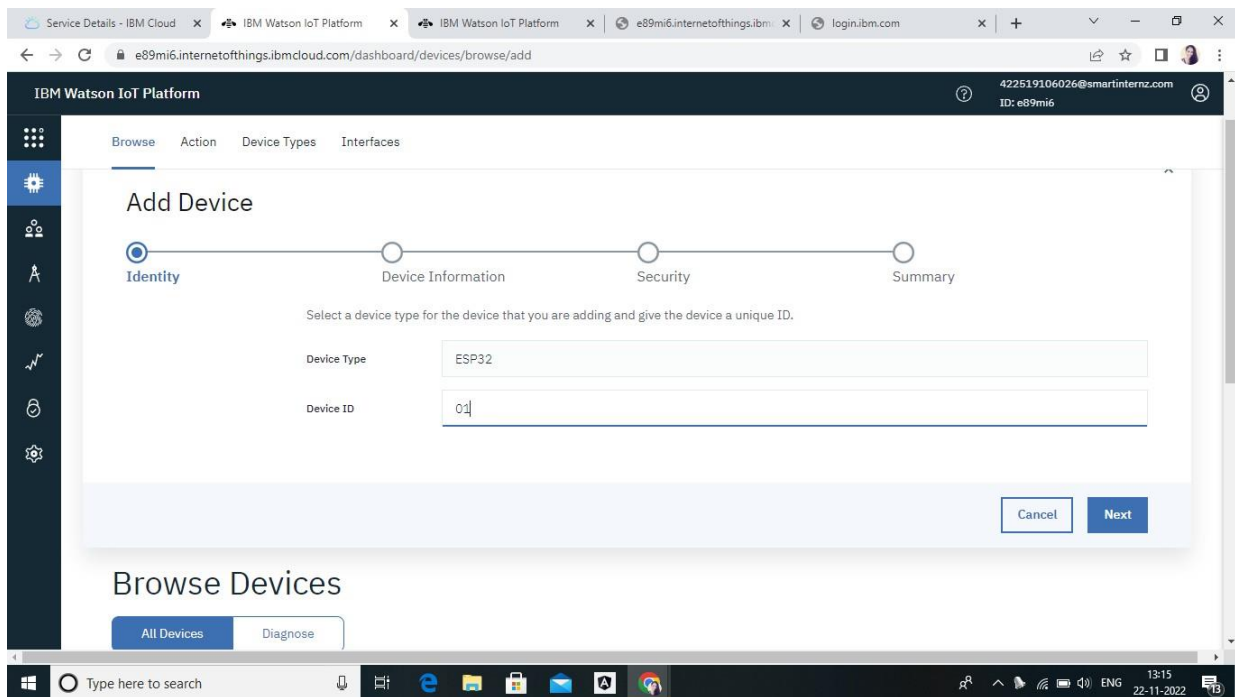 Service Details - IBM Cloud
IBM Watson IoT Platform
IBM Watson IoT Platform
e89mi6.internetofthings.ibm
login.ibm.com
e89mi6.internetofthings.ibmcloud.com/dashboard/devices/browse/add
IBM Watson IoT Platform
422519106026@smartinternz.com
ID: e89mi6
Browse Action Device Types Interfaces
Add Device
Identity Device Information Security Summary
Select a device type for the device that you are adding and give the device a unique ID.
Device Type ESP32
Device ID 01
Cancel Next
Browse Devices
All Devices Diagnose
Type here to search
ENG
13:15
22-11-2022
13